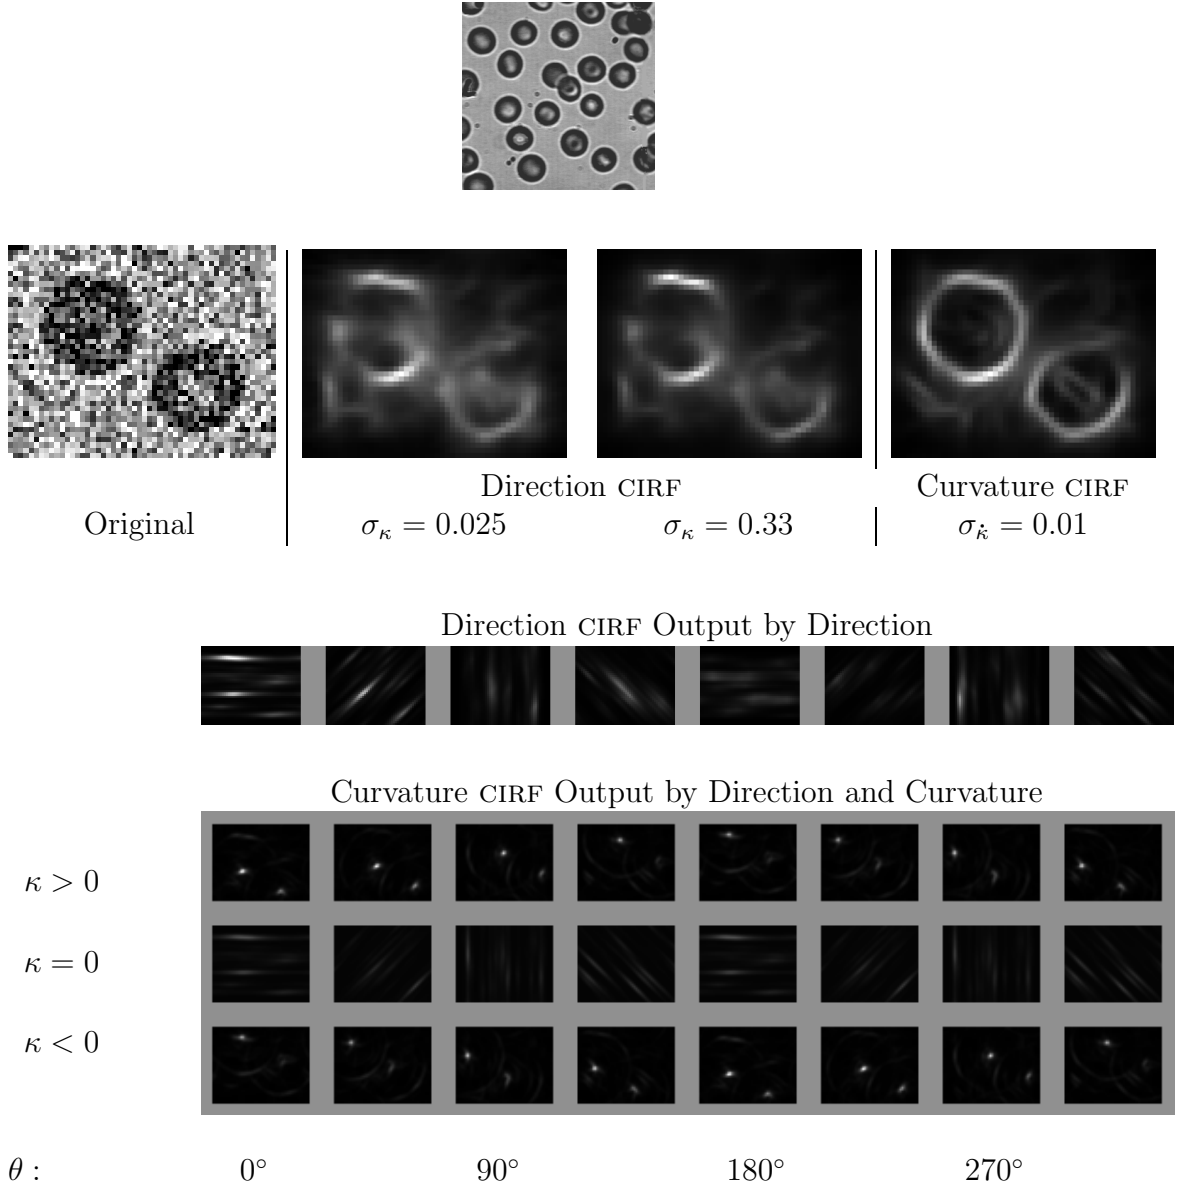 Direction CIRF Curvature CIRF
Original σκ = 0.025 σκ = 0.33 σκ̇ = 0.01
Direction CIRF Output by Direction
Curvature CIRF Output by Direction and Curvature
κ > 0
κ = 0
κ < 0
θ : 0° 90° 180° 270°